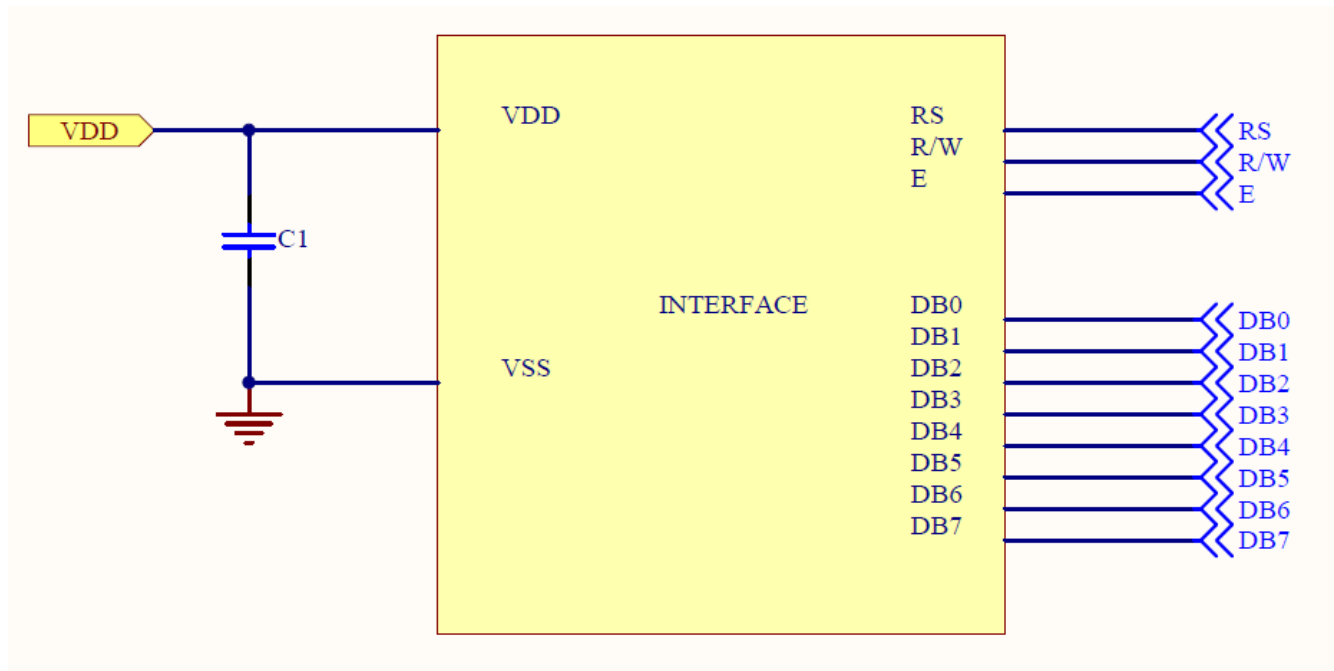 VDD
C1
VDD
VSS
INTERFACE
RS
R/W
E
DB0
DB1
DB2
DB3
DB4
DB5
DB6
DB7
RS
R/W
E
DB0
DB1
DB2
DB3
DB4
DB5
DB6
DB7